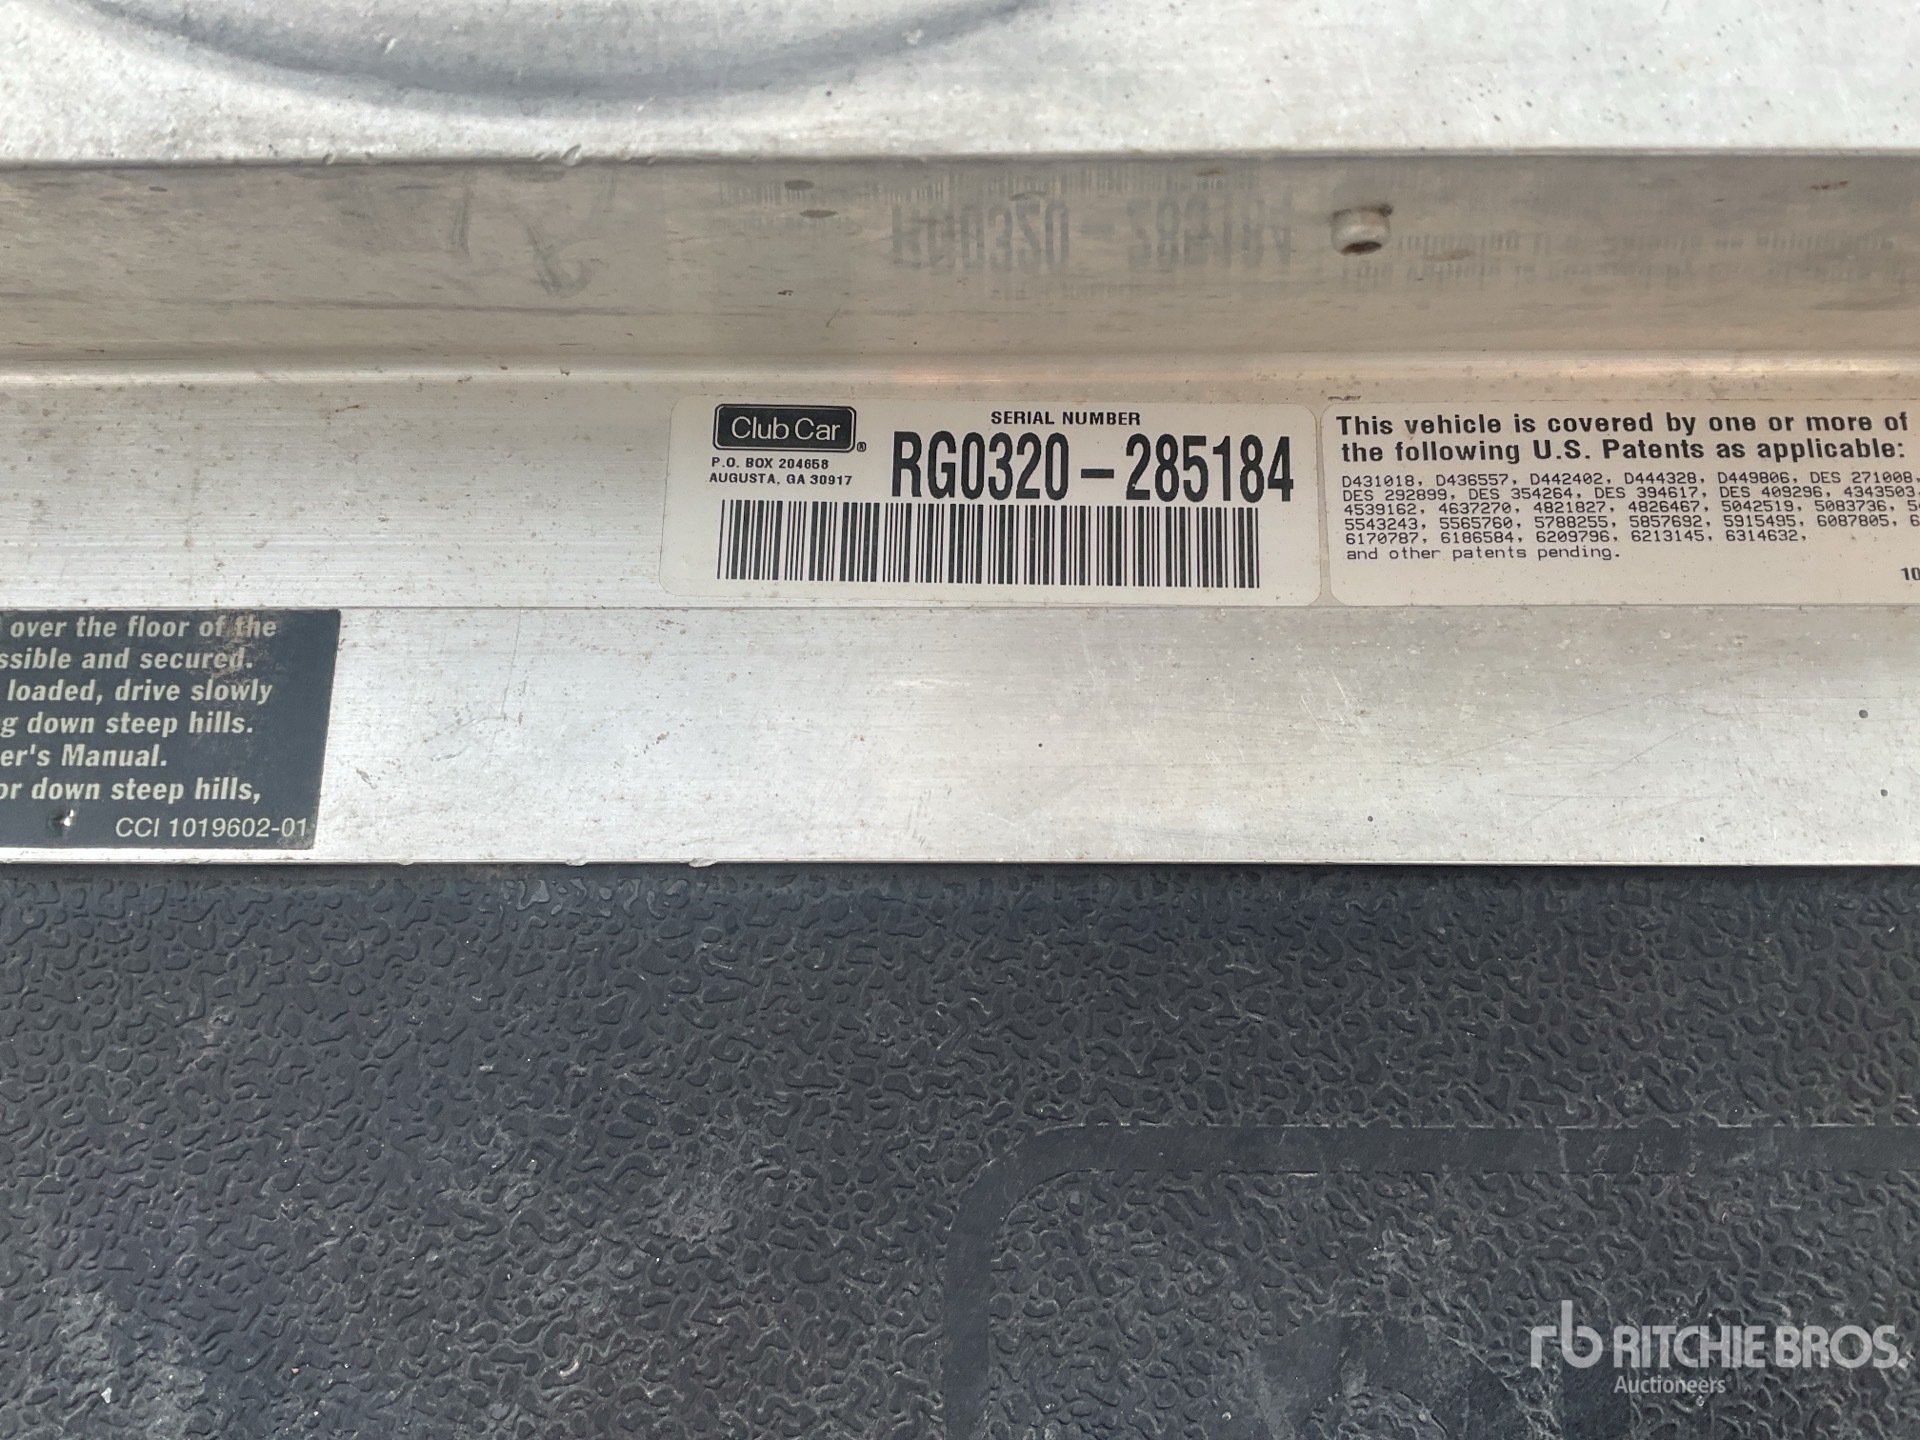 Club Car®
P.O. BOX 204658
AUGUSTA, GA 30917
SERIAL NUMBER
RG0320-285184
This vehicle is covered by one or more of
the following U.S. Patents as applicable:
D431018, D436557, D442402, D444328, D449806, DES 271008,
DES 292899, DES 354264, DES 394617, DES 409296, 4343503,
4539162, 4637270, 4821827, 4826467, 5042519, 5083736,
5543243, 5565760, 5788255, 5857692, 5915495, 6087805,
6170787, 6186584, 6209796, 6213145, 6314632,
and other patents pending.
10
over the floor of the
ssible and secured.
loaded, drive slowly
g down steep hills.
er's Manual.
or down steep hills,
CCI 1019602-01
rb RITCHIE BROS.
Auctioneers